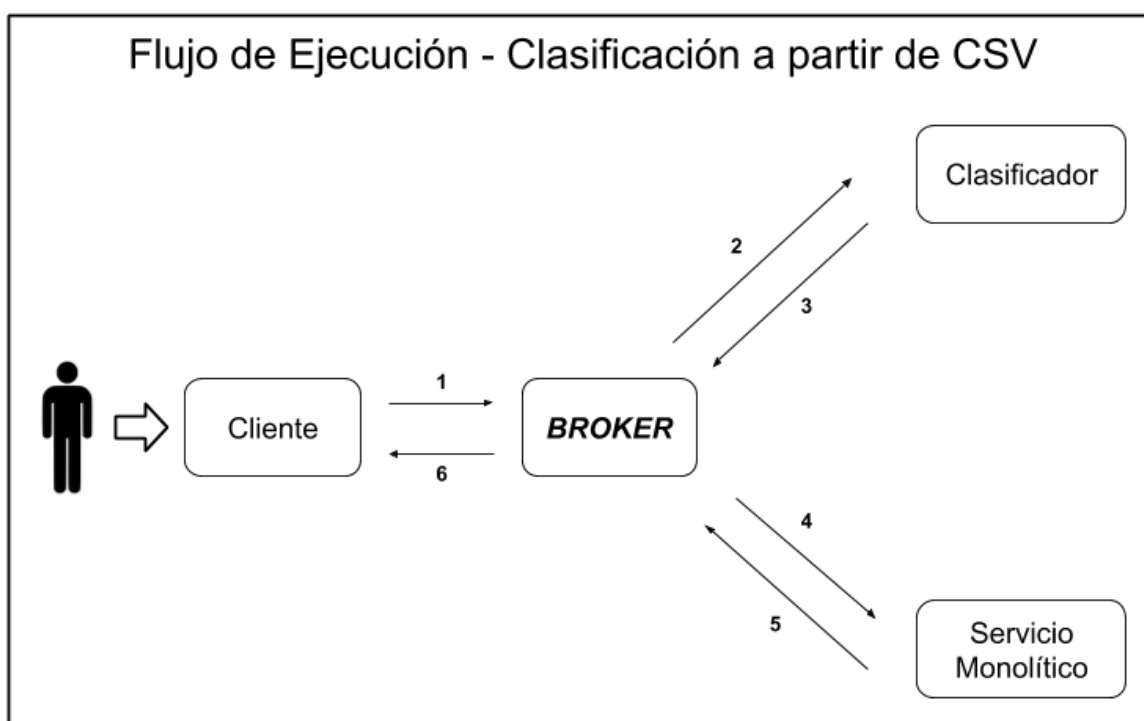 Flujo de Ejecución - Clasificación a partir de CSV
Clasificador
2
3
1
Cliente
BROKER
6
4
5
Servicio
Monolítico